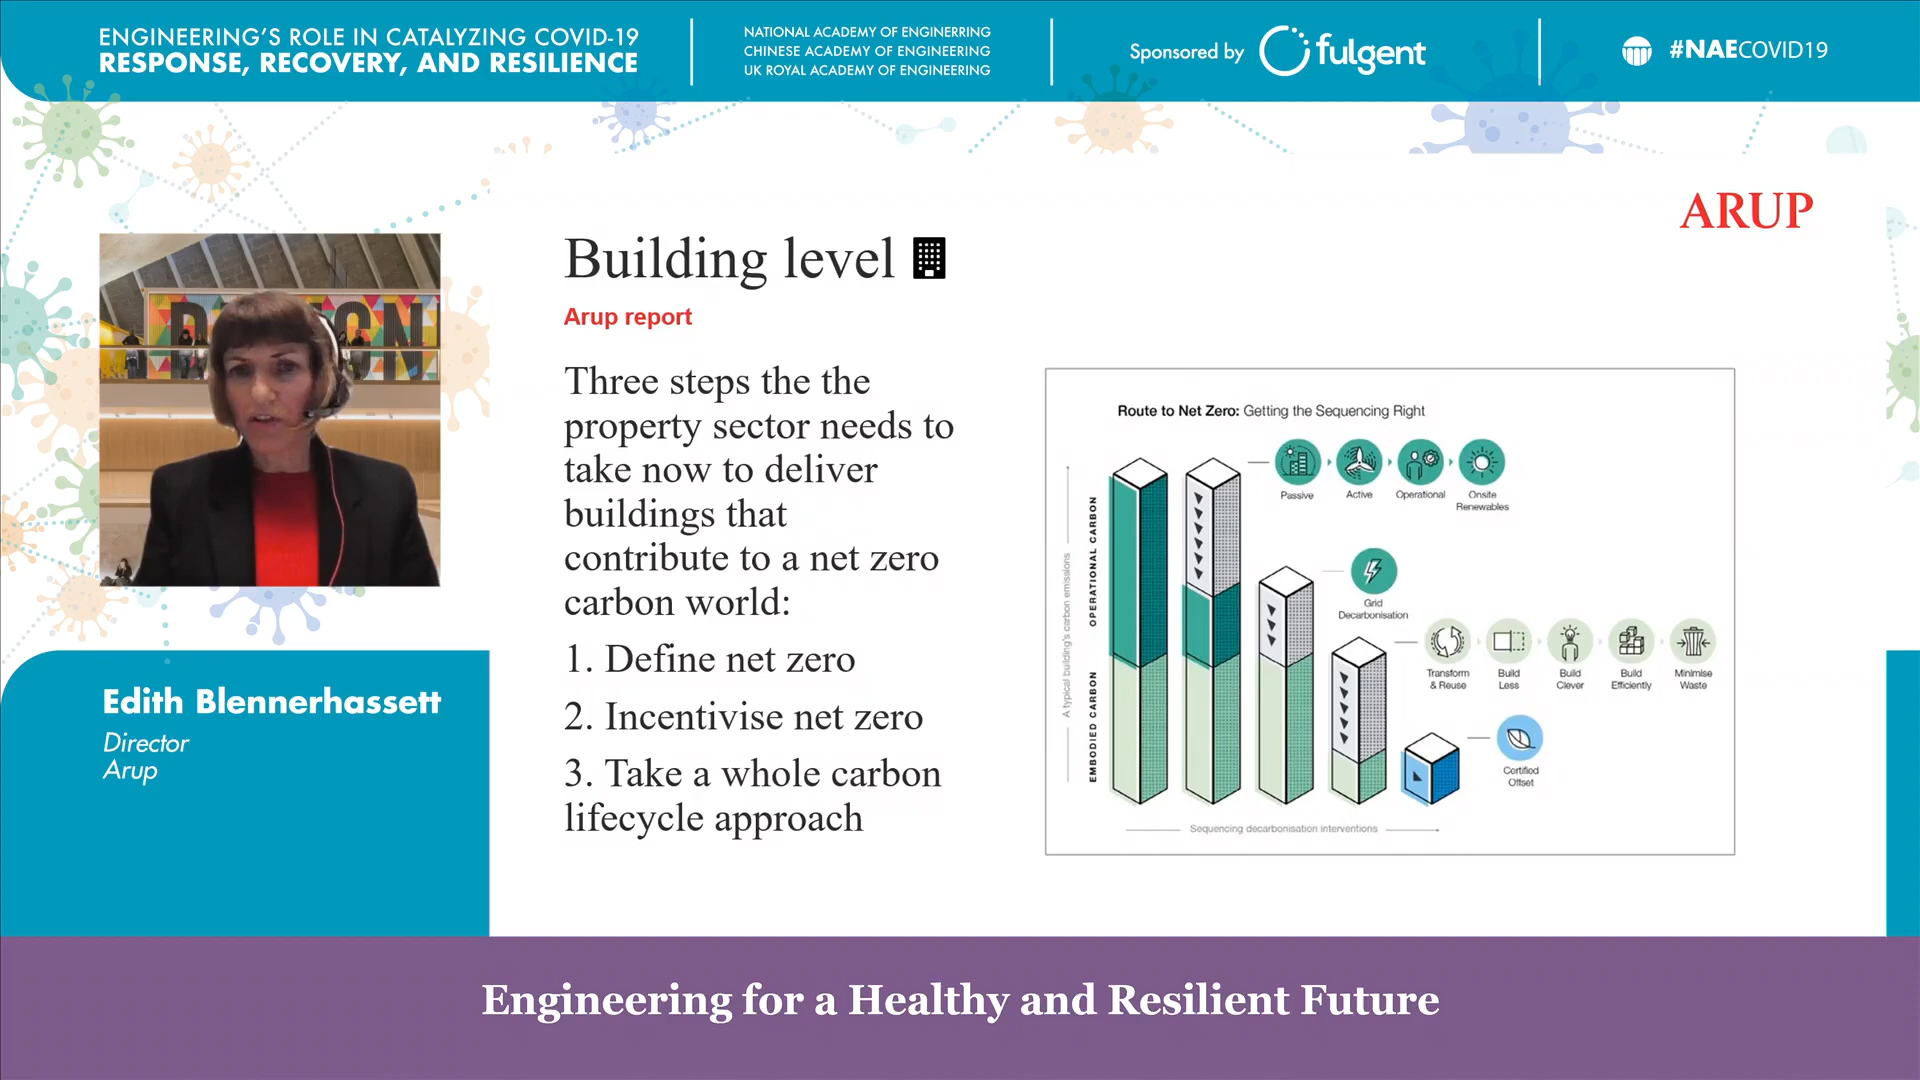 ENGINEERING'S ROLE IN CATALYZING COVID-19
RESPONSE, RECOVERY, AND RESILIENCE
NATIONAL ACADEMY OF ENGINERRING
CHINESE ACADEMY OF ENGINEERING
UK ROYAL ACADEMY OF ENGINEERING
Sponsored by fulgent
#NAECOVID19
ARUP
Building level
Arup report
Three steps the the
property sector needs to
take now to deliver
buildings that
contribute to a net zero
carbon world:
1. Define net zero
2. Incentivise net zero
3. Take a whole carbon
lifecycle approach
Route to Net Zero: Getting the Sequencing Right
Passive
Active
Operational
Onsite
Renewables
Grid
Decarbonisation
Transform
& Reuse
Build
Less
Build
Clever
Build
Efficiently
Minimise
Waste
Certified
Offset
A typical building's carbon emissions
OPERATIONAL CARBON
EMBODIED CARBON
Sequencing decarbonisation interventions
Edith Blennerhassett
Director
Arup
Engineering for a Healthy and Resilient Future